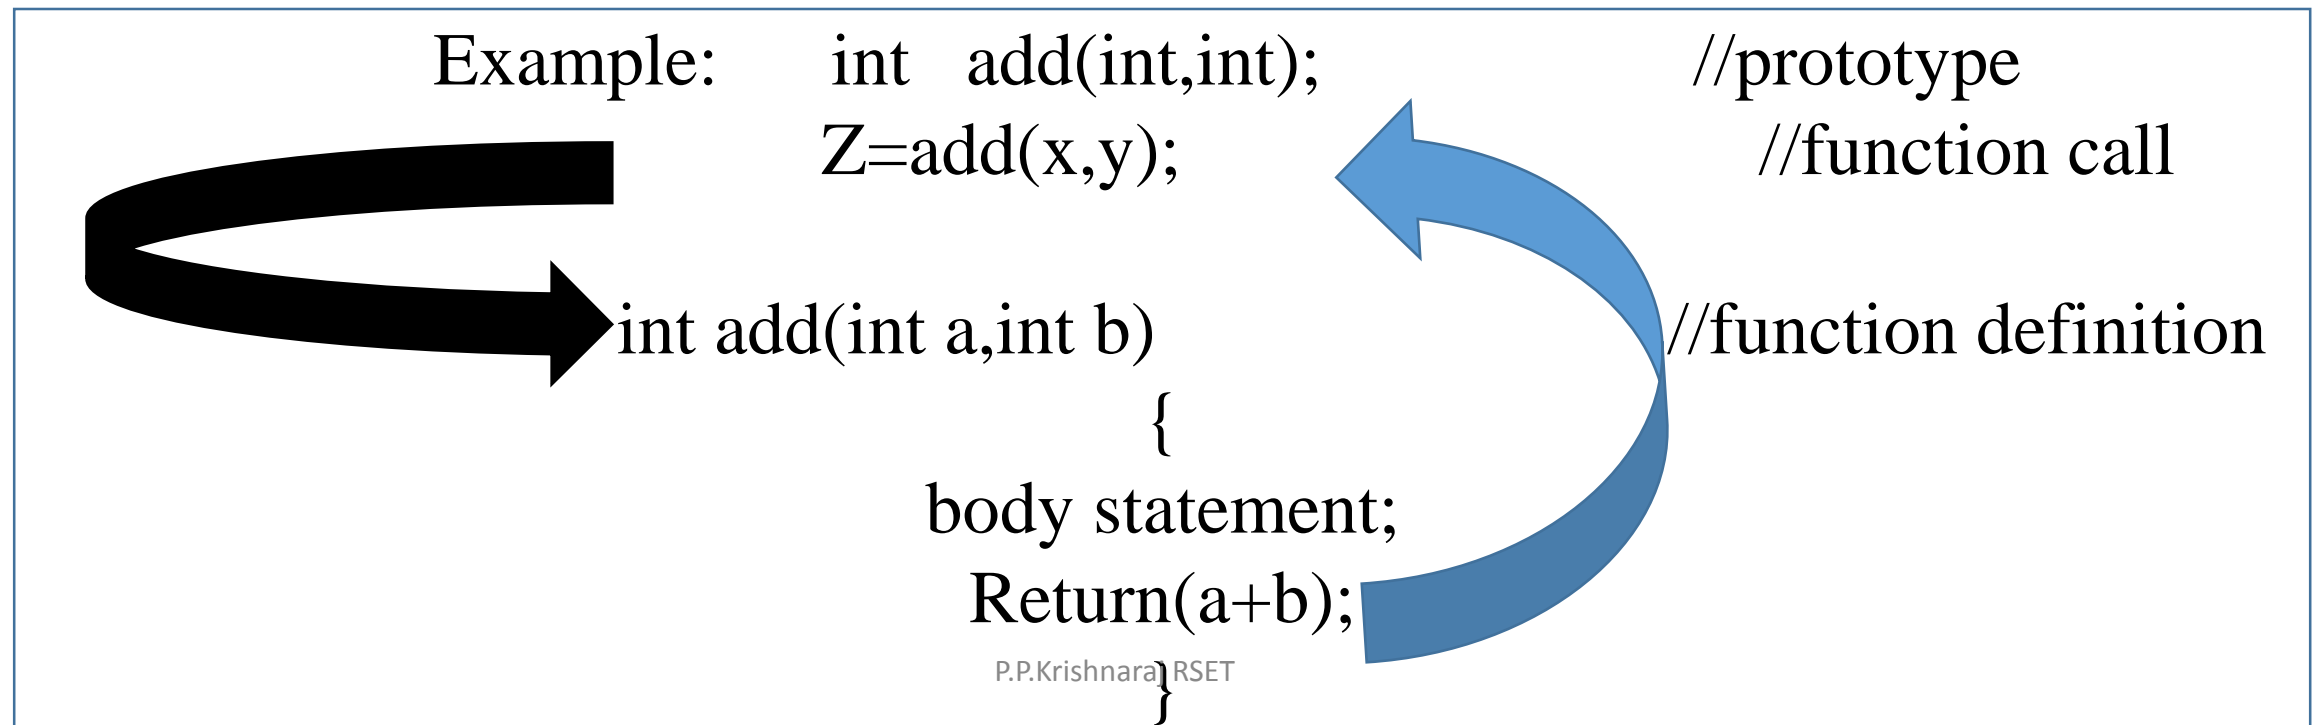 Example: int add(int,int); //prototype
Z=add(x,y); //function call
int add(int a,int b) //function definition
{
body statement;
Return(a+b);
P.P.Krishnaraj RSET
}